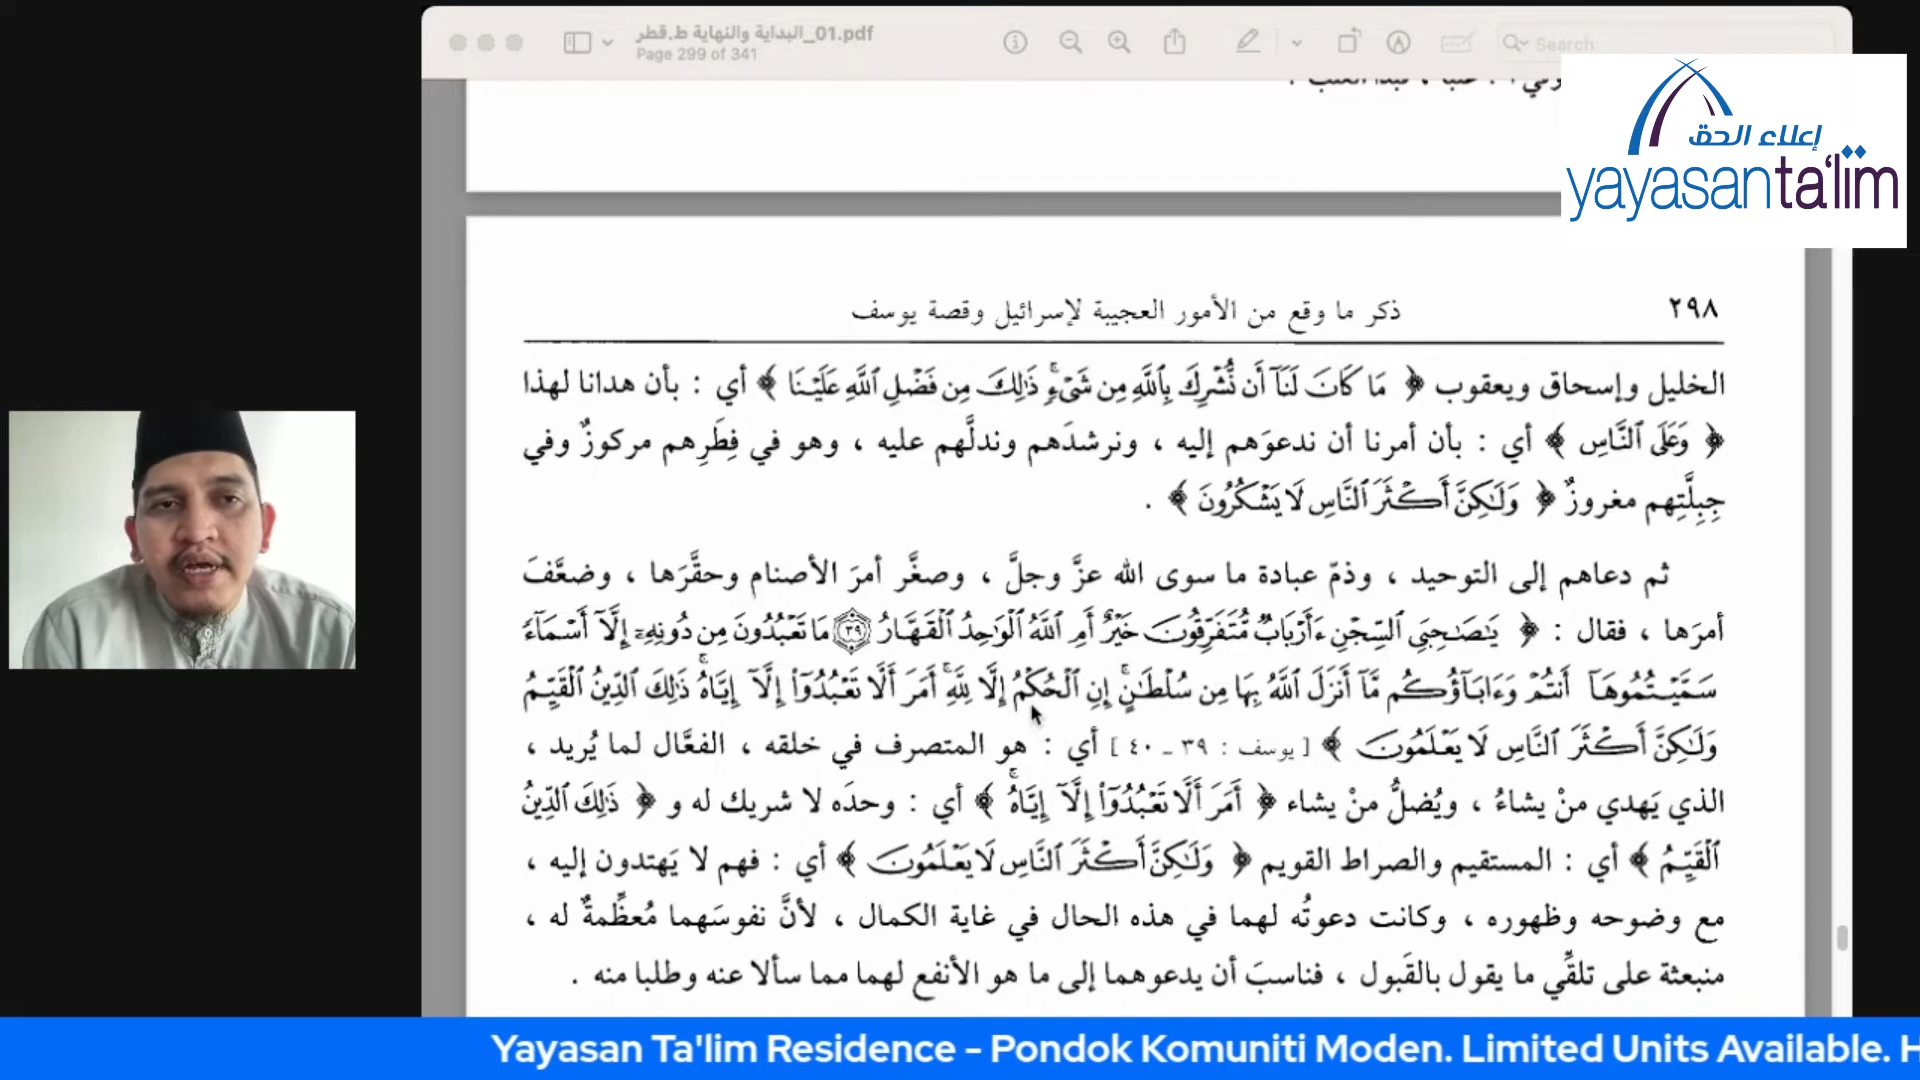 البداية والنهاية ط.قطر_01.pdf
Page 299 of 341
Search
إعلاء الحق
yayasanta'lim
٢٩٨
ذكر ما وقع من الأمور العجيبة لإسرائيل وقصة يوسف
الخليل وإسحاق ويعقوب ﴿ مَا كَانَ لَنَآ أَن نُّشْرِكَ بِٱللَّهِ مِن شَىْءٍۚ ذَٰلِكَ مِن فَضْلِ ٱللَّهِ عَلَيْنَا ﴾ أي : بأن هدانا لهذا
﴿ وَعَلَى ٱلنَّاسِ ﴾ أي : بأن أمرنا أن ندعوَهم إليه ، ونرشدَهم وندلَّهم عليه ، وهو في فِطَرِهم مركوزٌ وفي
جِبِلَّتِهم مغروزٌ ﴿ وَلَٰكِنَّ أَكْثَرَ ٱلنَّاسِ لَا يَشْكُرُونَ ﴾ .
ثم دعاهم إلى التوحيد ، وذمّ عبادة ما سوى الله عزَّ وجلَّ ، وصغَّر أمرَ الأصنام وحقَّرَها ، وضعَّفَ
أمرَها ، فقال : ﴿ يَٰصَٰحِبَىِ ٱلسِّجْنِ ءَأَرْبَابٌ مُّتَفَرِّقُونَ خَيْرٌ أَمِ ٱللَّهُ ٱلْوَٰحِدُ ٱلْقَهَّارُ ٣٩ مَا تَعْبُدُونَ مِن دُونِهِۦٓ إِلَّآ أَسْمَآءً
سَمَّيْتُمُوهَآ أَنتُمْ وَءَابَآؤُكُم مَّآ أَنزَلَ ٱللَّهُ بِهَا مِن سُلْطَٰنٍۚ إِنِ ٱلْحُكْمُ إِلَّا لِلَّهِۚ أَمَرَ أَلَّا تَعْبُدُوٓا۟ إِلَّآ إِيَّاهُۚ ذَٰلِكَ ٱلدِّينُ ٱلْقَيِّمُ
وَلَٰكِنَّ أَكْثَرَ ٱلنَّاسِ لَا يَعْلَمُونَ ﴾ [ يوسف : ٣٩ ـ ٤٠ ] أي : هو المتصرف في خلقه ، الفعَّال لما يُريد ،
الذي يَهدي منْ يشاءُ ، ويُضلُّ منْ يشاء ﴿ أَمَرَ أَلَّا تَعْبُدُوٓا۟ إِلَّآ إِيَّاهُۚ ﴾ أي : وحدَه لا شريك له و ﴿ ذَٰلِكَ ٱلدِّينُ
ٱلْقَيِّمُ ﴾ أي : المستقيم والصراط القويم ﴿ وَلَٰكِنَّ أَكْثَرَ ٱلنَّاسِ لَا يَعْلَمُونَ ﴾ أي : فهم لا يَهتدون إليه ،
مع وضوحه وظهوره ، وكانت دعوتُه لهما في هذه الحال في غاية الكمال ، لأنَّ نفوسَهما مُعظِّمةٌ له ،
منبعثة على تلقِّي ما يقول بالقَبول ، فناسبَ أن يدعوهما إلى ما هو الأنفع لهما مما سألا عنه وطلبا منه .
Yayasan Ta'lim Residence - Pondok Komuniti Moden. Limited Units Available. H